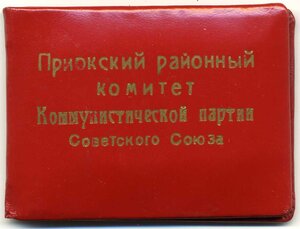 Приокский районный
комитет
Коммунистической партии
Советского Союза